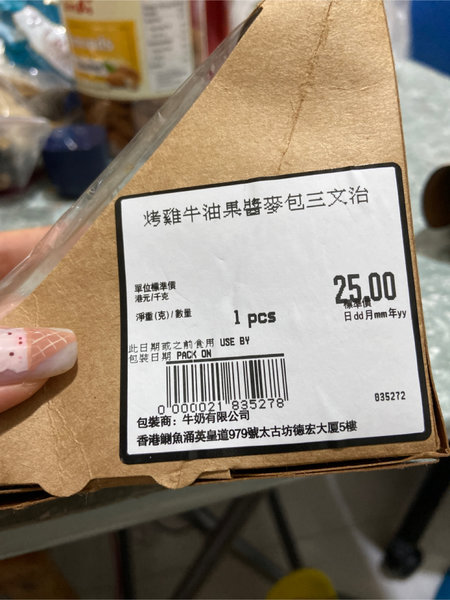 烤雞牛油果醬麥包三文治
單位標準價
港元/千克
25.00
標準價
淨重(克)/數量
1 pcs
日dd月mm年yy
此日期或之前食用 USE BY
包裝日期 PACK ON
0 000021 835278
835272
包裝商：牛奶有限公司
香港鰂魚涌英皇道979號太古坊德宏大厦5樓